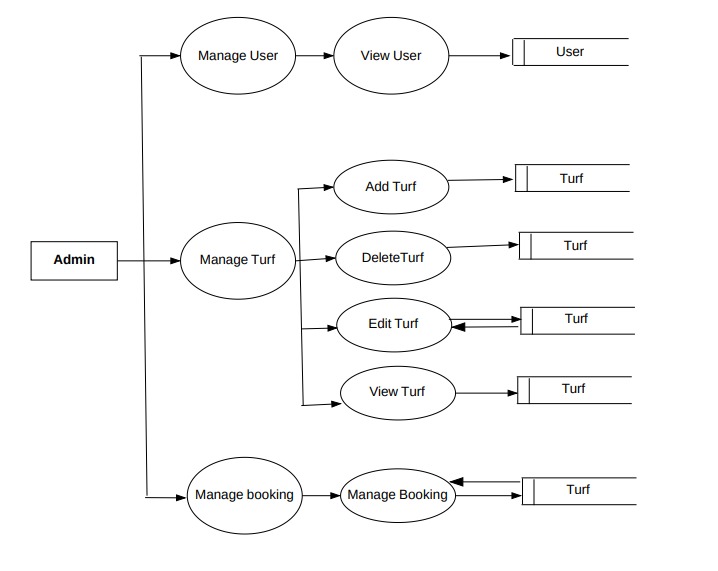 Manage User
View User
User
Add Turf
Turf
Admin
Manage Turf
DeleteTurf
Turf
Edit Turf
Turf
View Turf
Turf
Manage booking
Manage Booking
Turf